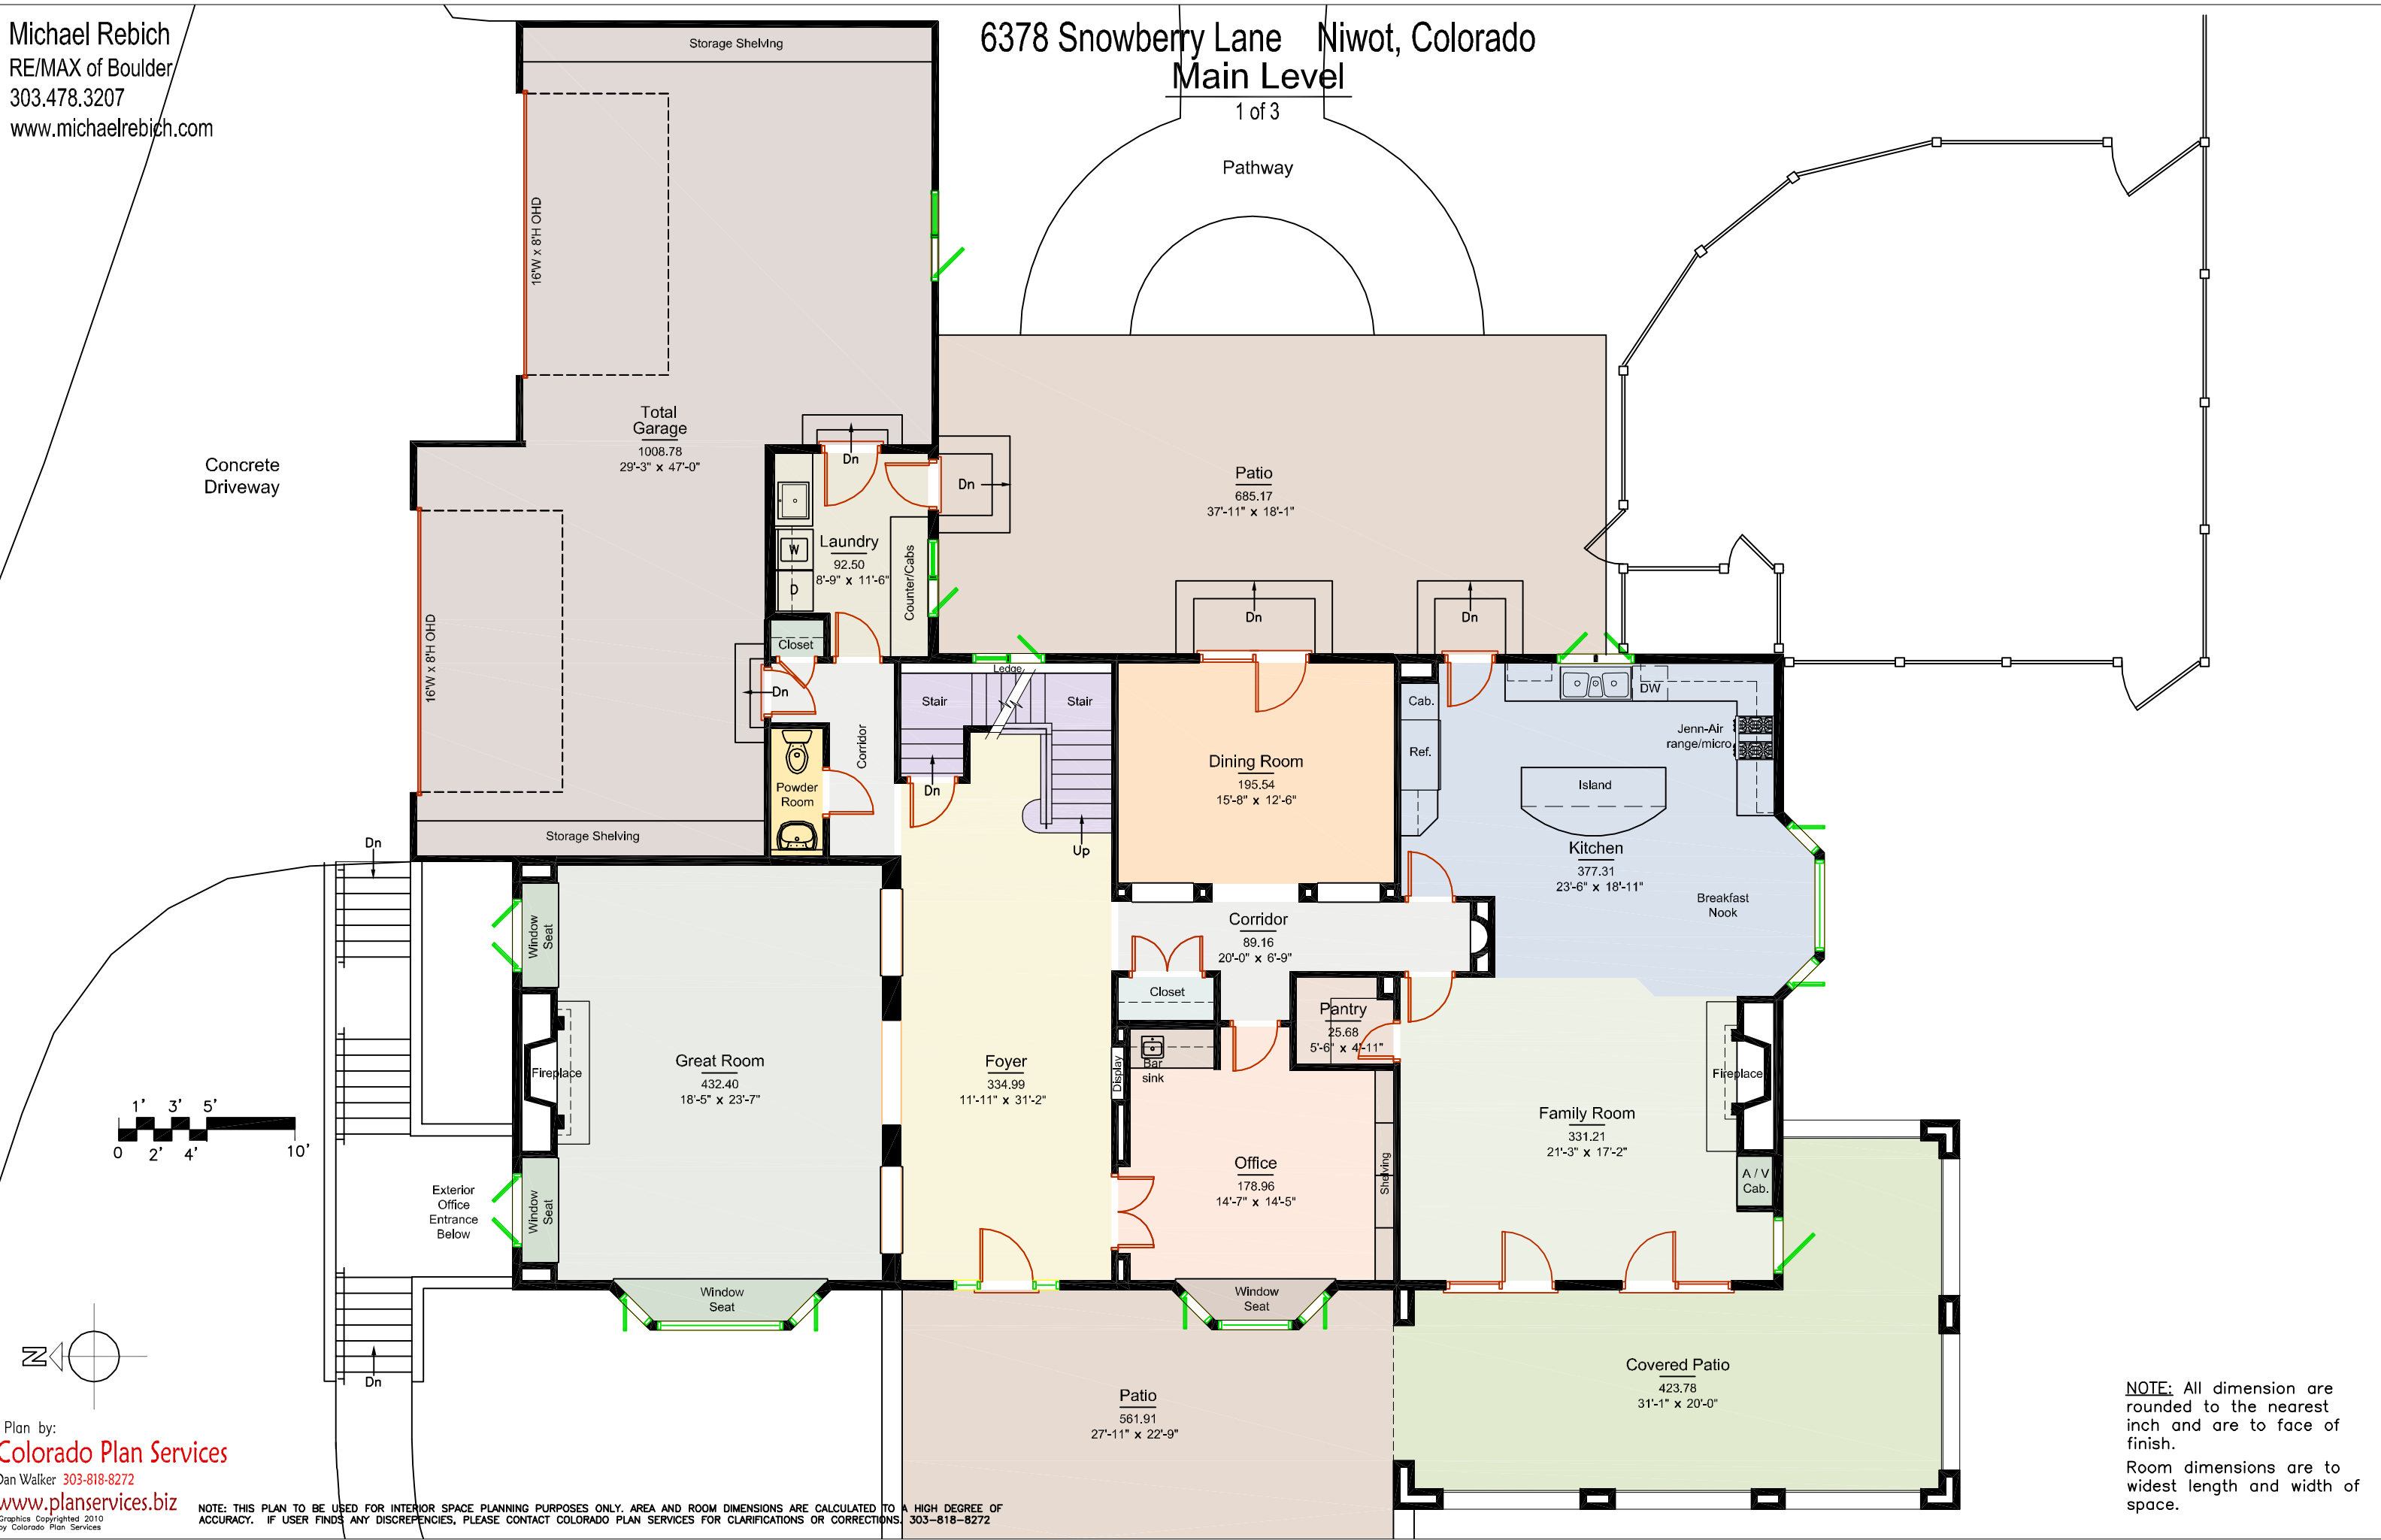 Michael Rebich
RE/MAX of Boulder
303.478.3207
www.michaelrebich.com
6378 Snowberry Lane Niwot, Colorado
Main Level
1 of 3
Storage Shelving
Pathway
16'W x 8'H OHD
Total
Garage
1008.78
29'-3" x 47'-0"
Concrete
Driveway
Dn
Dn
Patio
685.17
37'-11" x 18'-1"
W
Laundry
92.50
8'-9" x 11'-6"
D
Counter/Cabs
Closet
Dn
Dn
16'W x 8'H OHD
Dn
Ledge
Stair
Stair
Cab.
DW
Corridor
Ref.
Jenn-Air
range/micro
Dining Room
195.54
15'-8" x 12'-6"
Powder
Room
Dn
Island
Storage Shelving
Dn
Up
Kitchen
377.31
23'-6" x 18'-11"
Breakfast
Nook
Window
Seat
Corridor
89.16
20'-0" x 6'-9"
Closet
Pantry
25.68
5'-6" x 4'-11"
Fireplace
Great Room
432.40
18'-5" x 23'-7"
Foyer
334.99
11'-11" x 31'-2"
Display
Bar
sink
Fireplace
1' 3' 5'
0 2' 4' 10'
Family Room
331.21
21'-3" x 17'-2"
Office
178.96
14'-7" x 14'-5"
Shelving
A / V
Cab.
Exterior
Office
Entrance
Below
Window
Seat
Window
Seat
Window
Seat
N
Dn
Covered Patio
423.78
31'-1" x 20'-0"
Patio
561.91
27'-11" x 22'-9"
NOTE: All dimension are
rounded to the nearest
inch and are to face of
finish.
Room dimensions are to
widest length and width of
space.
Plan by:
Colorado Plan Services
Dan Walker 303-818-8272
www.planservices.biz
Graphics Copyrighted 2010
by Colorado Plan Services
NOTE: THIS PLAN TO BE USED FOR INTERIOR SPACE PLANNING PURPOSES ONLY. AREA AND ROOM DIMENSIONS ARE CALCULATED TO A HIGH DEGREE OF
ACCURACY. IF USER FINDS ANY DISCREPENCIES, PLEASE CONTACT COLORADO PLAN SERVICES FOR CLARIFICATIONS OR CORRECTIONS. 303-818-8272